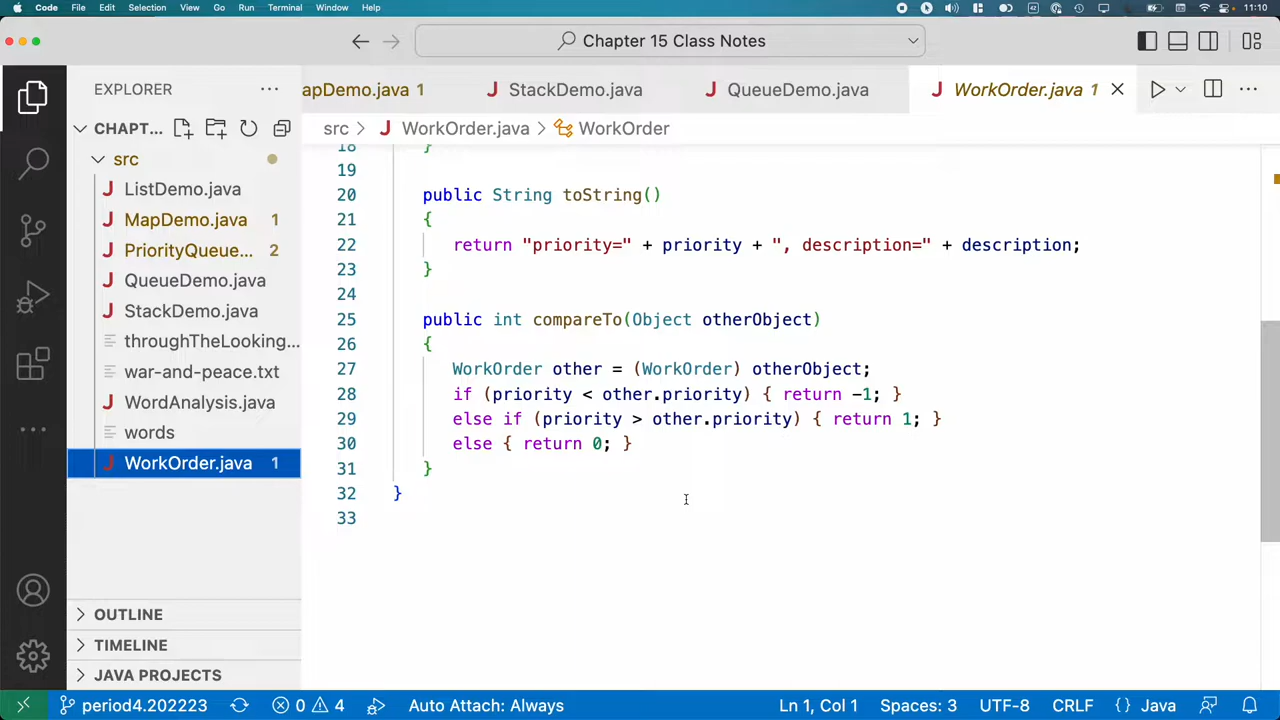 Code File Edit Selection View Go Run Terminal Window Help 11:10
Chapter 15 Class Notes
EXPLORER
apDemo.java 1 StackDemo.java QueueDemo.java WorkOrder.java 1
CHAPT...
src > WorkOrder.java > WorkOrder
src
ListDemo.java
MapDemo.java 1
PriorityQueue... 2
QueueDemo.java
StackDemo.java
throughTheLooking...
war-and-peace.txt
WordAnalysis.java
words
WorkOrder.java 1
OUTLINE
TIMELINE
JAVA PROJECTS
18 }
19
20 public String toString()
21 {
22 return "priority=" + priority + ", description=" + description;
23 }
24
25 public int compareTo(Object otherObject)
26 {
27 WorkOrder other = (WorkOrder) otherObject;
28 if (priority < other.priority) { return -1; }
29 else if (priority > other.priority) { return 1; }
30 else { return 0; }
31 }
32 }
33
period4.202223 0 4 Auto Attach: Always Ln 1, Col 1 Spaces: 3 UTF-8 CRLF {} Java